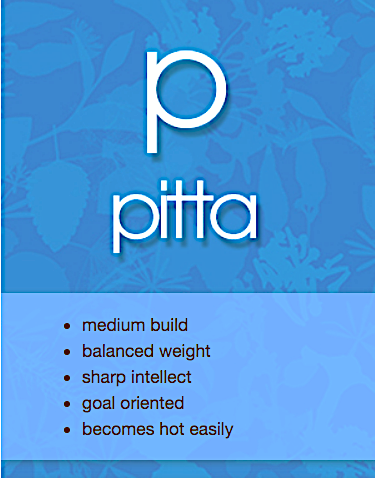 p
pitta
• medium build
• balanced weight
• sharp intellect
• goal oriented
• becomes hot easily